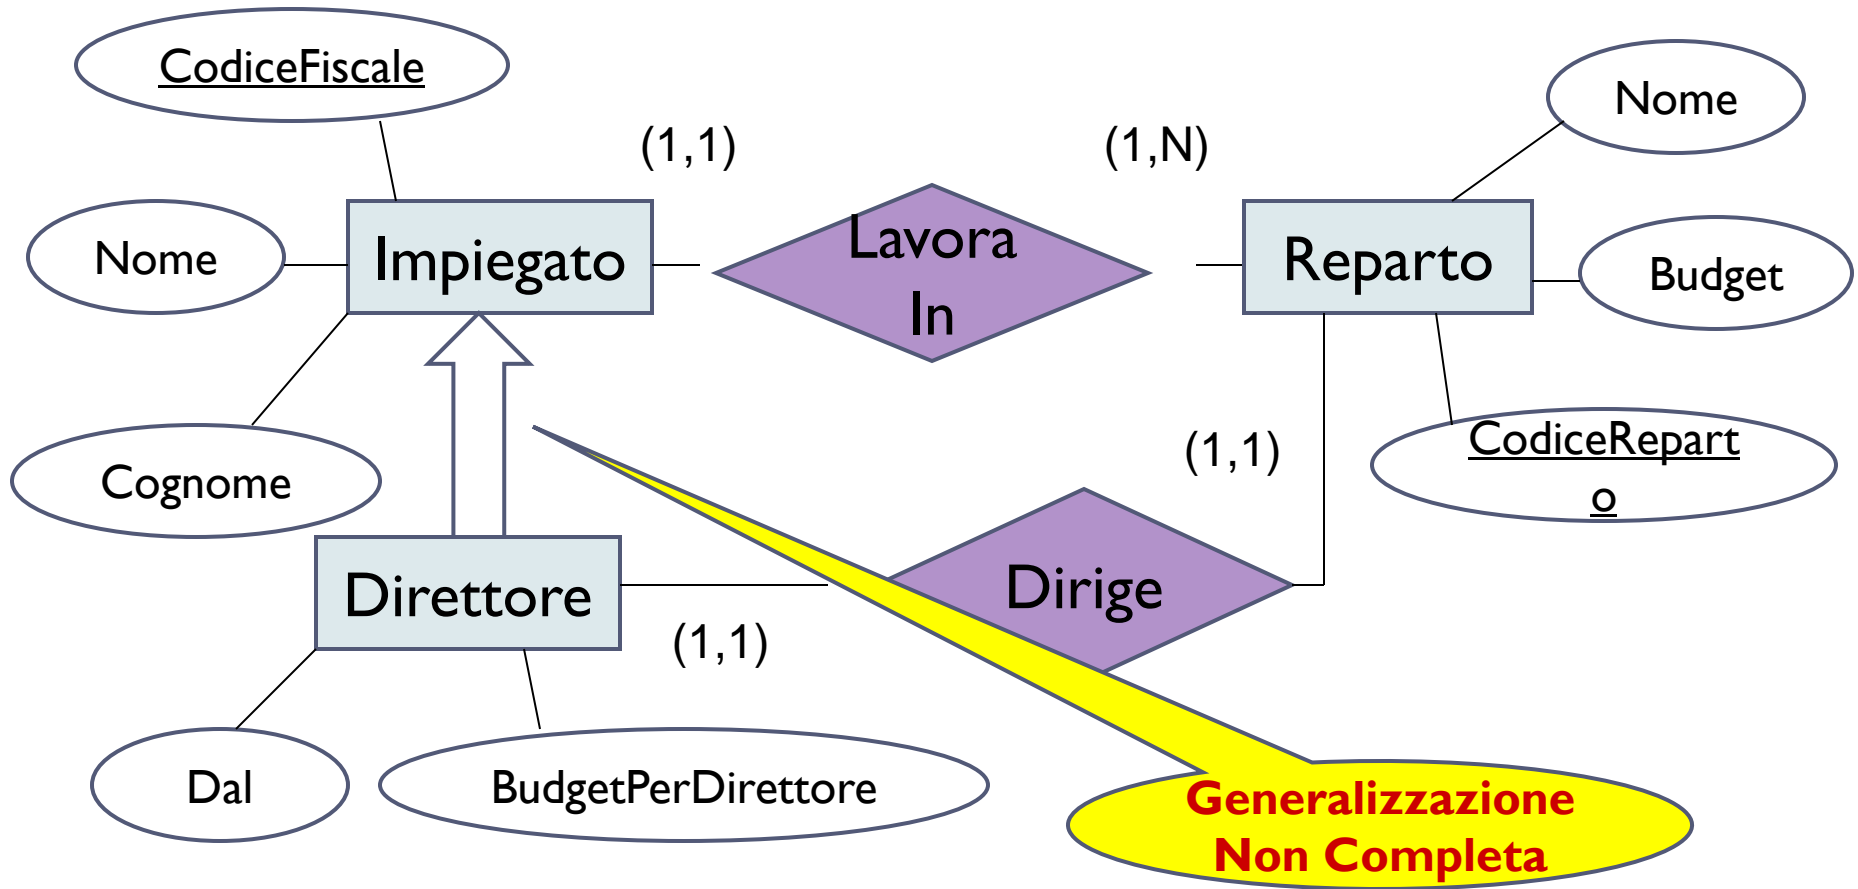 CodiceFiscale
Nome
(1,1)
(1,N)
Nome
Impiegato
Lavora
In
Reparto
Budget
Cognome
(1,1)
CodiceRepart
o
Direttore
(1,1)
Dirige
Dal
BudgetPerDirettore
Generalizzazione
Non Completa